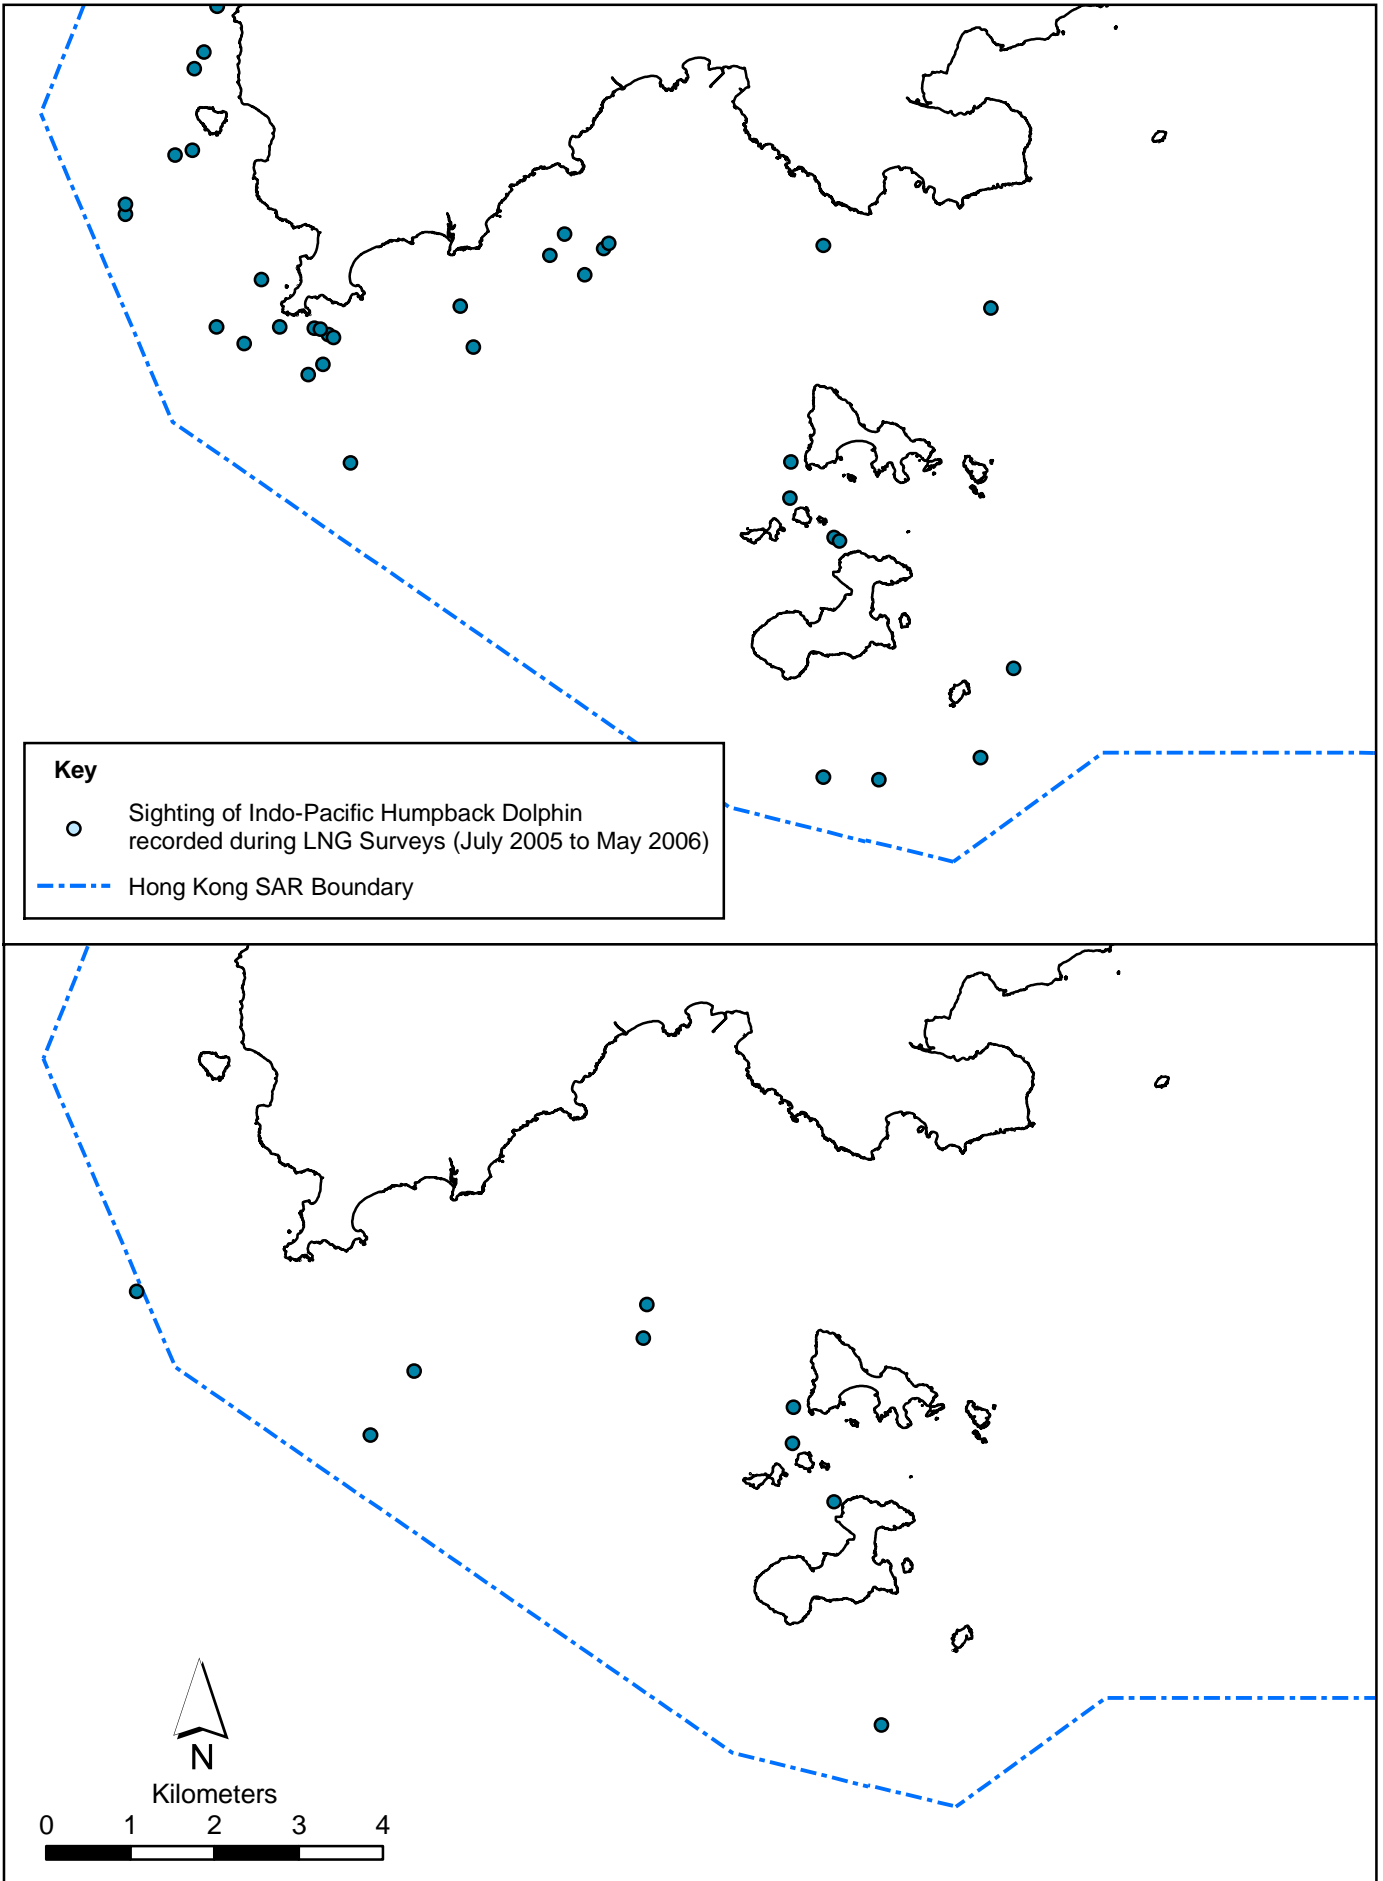 Key
Sighting of Indo-Pacific Humpback Dolphin
recorded during LNG Surveys (July 2005 to May 2006)
Hong Kong SAR Boundary
N
Kilometers
0 1 2 3 4